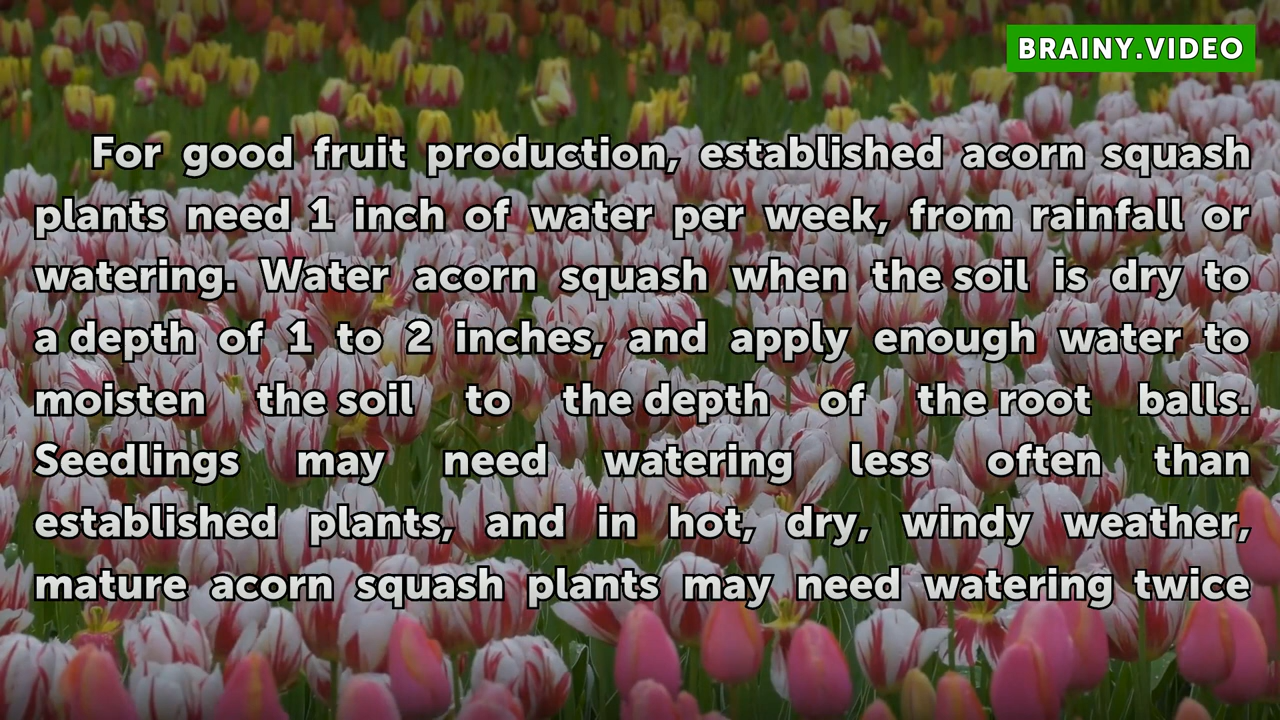 BRAINY.VIDEO
For good fruit production, established acorn squash
plants need 1 inch of water per week, from rainfall or
watering. Water acorn squash when the soil is dry to
a depth of 1 to 2 inches, and apply enough water to
moisten the soil to the depth of the root balls.
Seedlings may need watering less often than
established plants, and in hot, dry, windy weather,
mature acorn squash plants may need watering twice